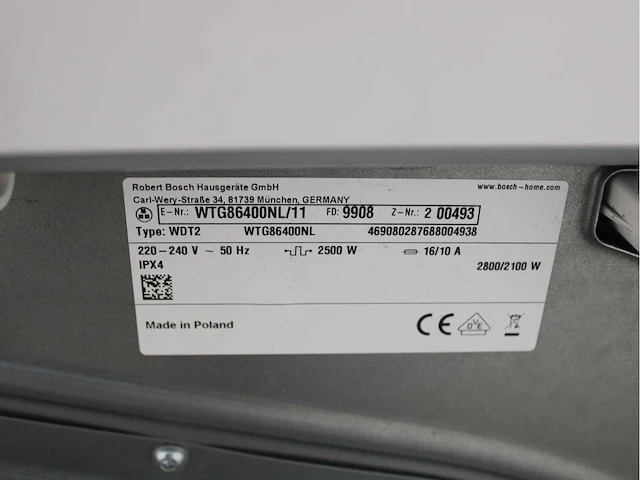 Robert Bosch Hausgeräte GmbH
Carl-Wery-Straße 34, 81739 München, GERMANY
www.bosch-home.com
E-Nr.: WTG86400NL/11 FD: 9908 Z-Nr.: 2 00493
Type: WDT2 WTG86400NL 469080287688004938
220-240 V ~ 50 Hz 2500 W 16/10 A
IPX4 2800/2100 W
Made in Poland CE DVE